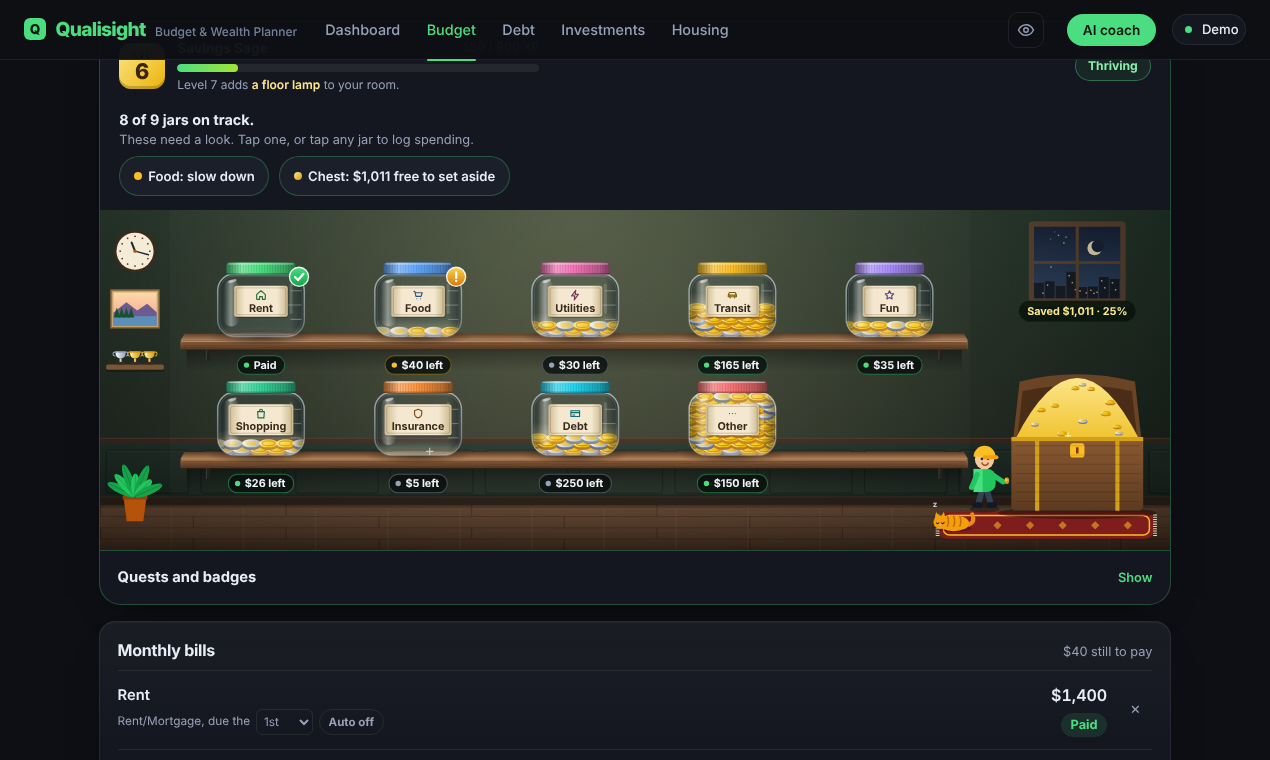 Q Qualisight Budget & Wealth Planner Dashboard Budget Debt Investments Housing AI coach Demo
Savings Sage
6
Level 7 adds a floor lamp to your room.
Thriving
8 of 9 jars on track.
These need a look. Tap one, or tap any jar to log spending.
Food: slow down
Chest: $1,011 free to set aside
Rent
Food
Utilities
Transit
Fun
Saved $1,011 · 25%
Paid
$40 left
$30 left
$165 left
$35 left
Shopping
Insurance
Debt
Other
$26 left
$5 left
$250 left
$150 left
z
Quests and badges
Show
Monthly bills
$40 still to pay
Rent
$1,400
Rent/Mortgage, due the 1st Auto off
Paid